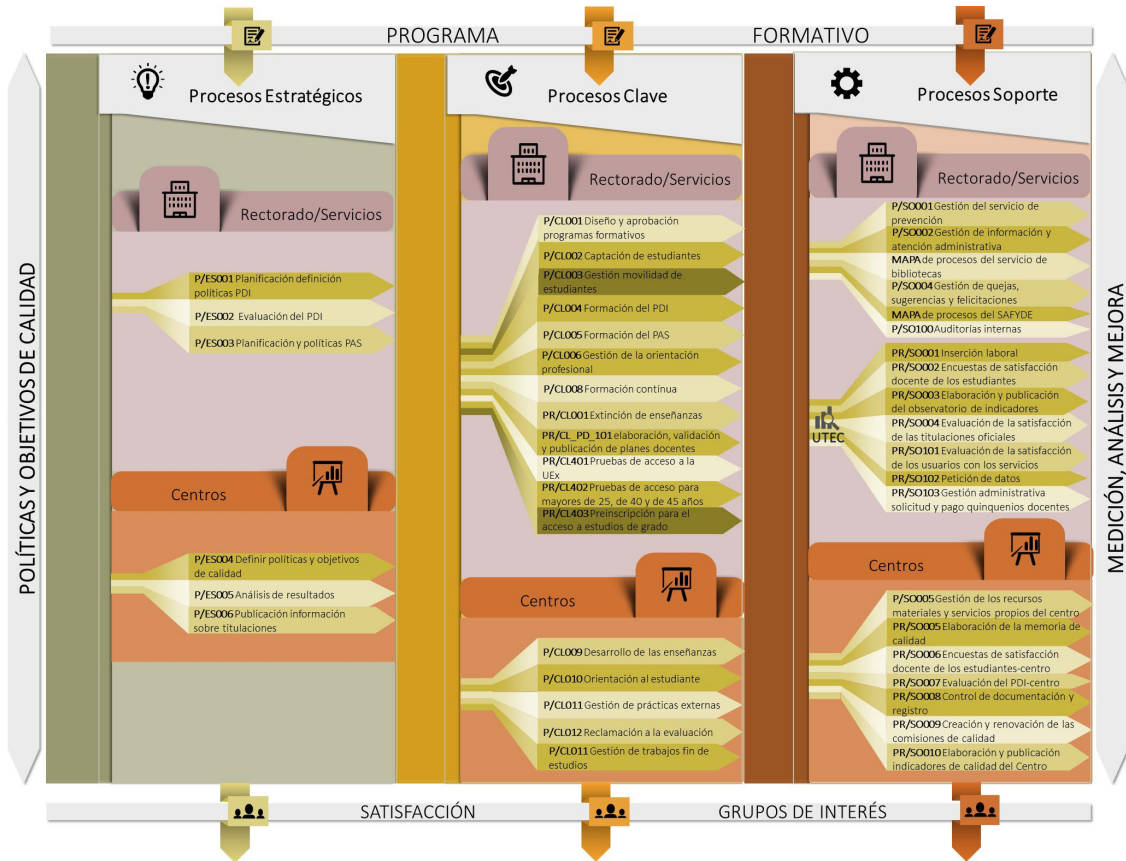 PROGRAMA
FORMATIVO
POLÍTICAS Y OBJETIVOS DE CALIDAD
Procesos Estratégicos
Rectorado/Servicios
P/ES001 Planificación definición
políticas PDI
P/ES002 Evaluación del PDI
P/ES003 Planificación y políticas PAS
Centros
P/ES004 Definir políticas y objetivos
de calidad
P/ES005 Análisis de resultados
P/ES006 Publicación información
sobre titulaciones
Procesos Clave
Rectorado/Servicios
P/CL001 Diseño y aprobación
programas formativos
P/CL002 Captación de estudiantes
P/CL003 Gestión movilidad de
estudiantes
P/CL004 Formación del PDI
P/CL005 Formación del PAS
P/CL006 Gestión de la orientación
profesional
P/CL008 Formación contínua
PR/CL001 Extinción de enseñanzas
PR/CL_PD_101 elaboración, validación
y publicación de planes docentes
PR/CL401 Pruebas de acceso a la
UEx
PR/CL402 Pruebas de acceso para
mayores de 25, de 40 y de 45 años
PR/CL403 Preinscripción para el
acceso a estudios de grado
Centros
P/CL009 Desarrollo de las enseñanzas
P/CL010 Orientación al estudiante
P/CL011 Gestión de prácticas externas
P/CL012 Reclamación a la evaluación
P/CL011 Gestión de trabajos fin de
estudios
Procesos Soporte
Rectorado/Servicios
P/SO001 Gestión del servicio de
prevención
P/SO002 Gestión de información y
atención administrativa
MAPA de procesos del servicio de
bibliotecas
P/SO004 Gestión de quejas,
sugerencias y felicitaciones
MAPA de procesos del SAFYDE
P/SO100 Auditorías internas
UTEC
PR/SO001 Inserción laboral
PR/SO002 Encuestas de satisfacción
docente de los estudiantes
PR/SO003 Elaboración y publicación
del observatorio de indicadores
PR/SO004 Evaluación de la satisfacción
de las titulaciones oficiales
PR/SO101 Evaluación de la satisfacción
de los usuarios con los servicios
PR/SO102 Petición de datos
PR/SO103 Gestión administrativa
solicitud y pago quinquenios docentes
Centros
P/SO005 Gestión de los recursos
materiales y servicios propios del centro
PR/SO005 Elaboración de la memoria de
calidad
PR/SO006 Encuestas de satisfacción
docente de los estudiantes-centro
PR/SO007 Evaluación del PDI-centro
PR/SO008 Control de documentación y
registro
PR/SO009 Creación y renovación de las
comisiones de calidad
PR/SO010 Elaboración y publicación
indicadores de calidad del Centro
MEDICIÓN, ANÁLISIS Y MEJORA
SATISFACCIÓN
GRUPOS DE INTERÉS